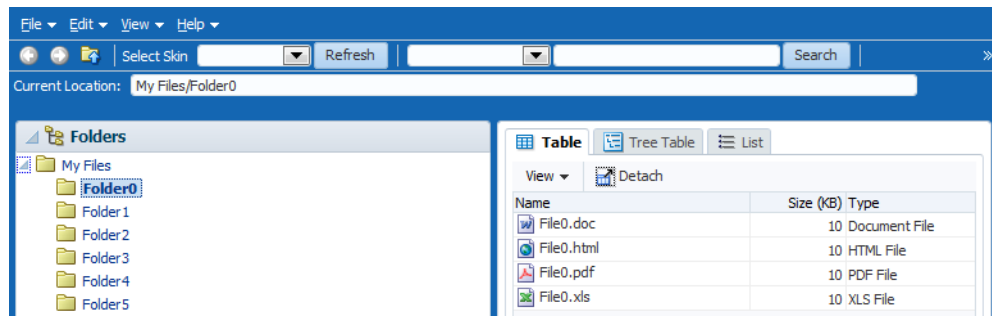 File Edit View Help
Select Skin Refresh Search »
Current Location: My Files/Folder0
Folders
My Files
Folder0
Folder1
Folder2
Folder3
Folder4
Folder5
Table Tree Table List
View Detach
Name Size (KB) Type
File0.doc 10 Document File
File0.html 10 HTML File
File0.pdf 10 PDF File
File0.xls 10 XLS File